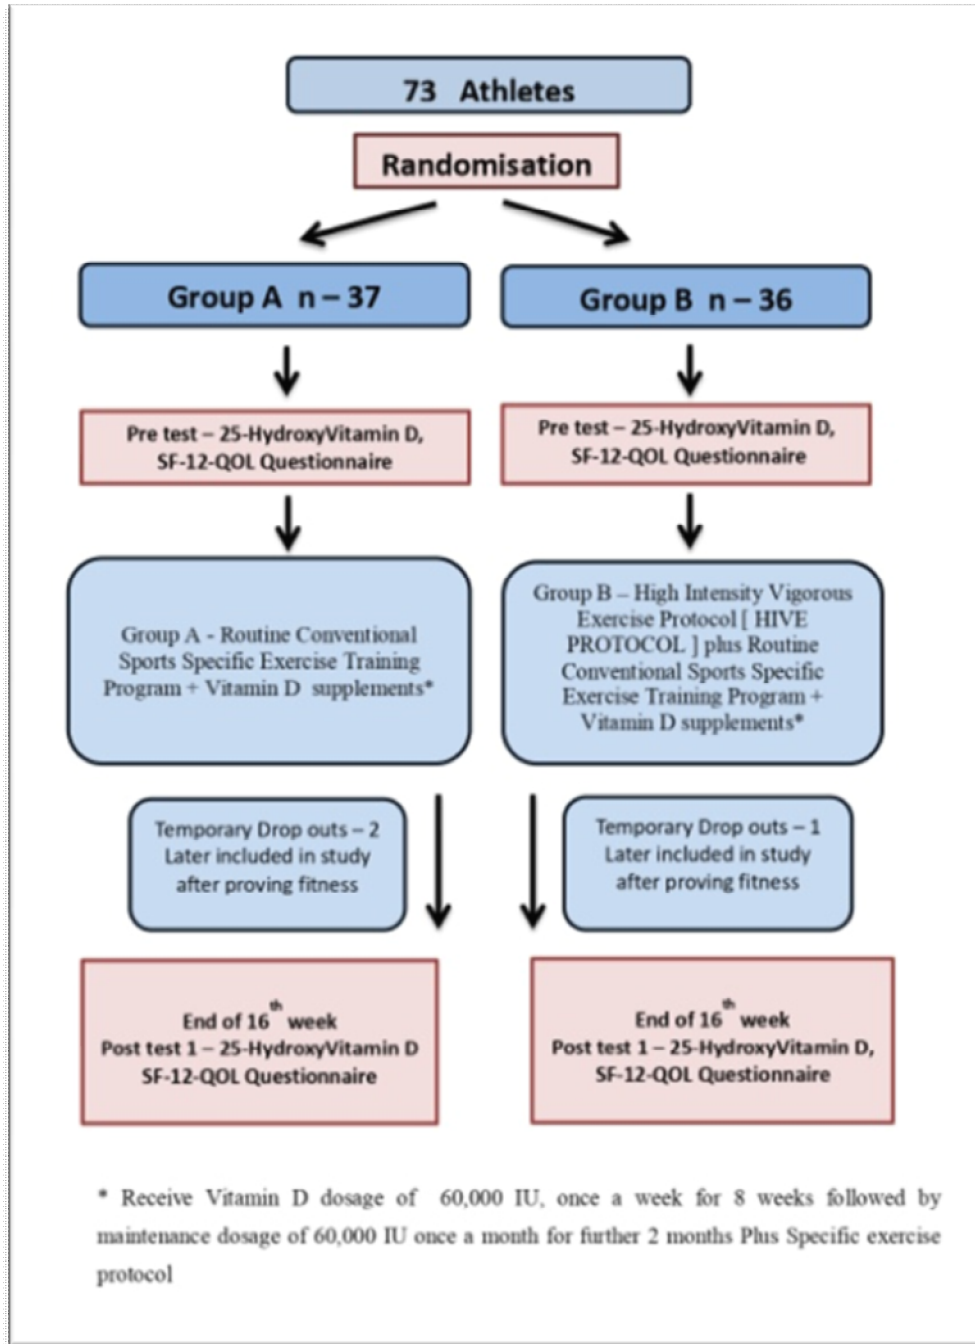 73 Athletes
Randomisation
Group A n – 37
Group B n – 36
Pre test – 25-HydroxyVitamin D,
SF-12-QOL Questionnaire
Pre test – 25-HydroxyVitamin D,
SF-12-QOL Questionnaire
Group A - Routine Conventional
Sports Specific Exercise Training
Program + Vitamin D supplements*
Group B – High Intensity Vigorous
Exercise Protocol [ HIVE
PROTOCOL ] plus Routine
Conventional Sports Specific
Exercise Training Program +
Vitamin D supplements*
Temporary Drop outs – 2
Later included in study
after proving fitness
Temporary Drop outs – 1
Later included in study
after proving fitness
End of 16th week
Post test 1 – 25-HydroxyVitamin D
SF-12-QOL Questionnaire
End of 16th week
Post test 1 – 25-HydroxyVitamin D,
SF-12-QOL Questionnaire
* Receive Vitamin D dosage of 60,000 IU, once a week for 8 weeks followed by
maintenance dosage of 60,000 IU once a month for further 2 months Plus Specific exercise
protocol